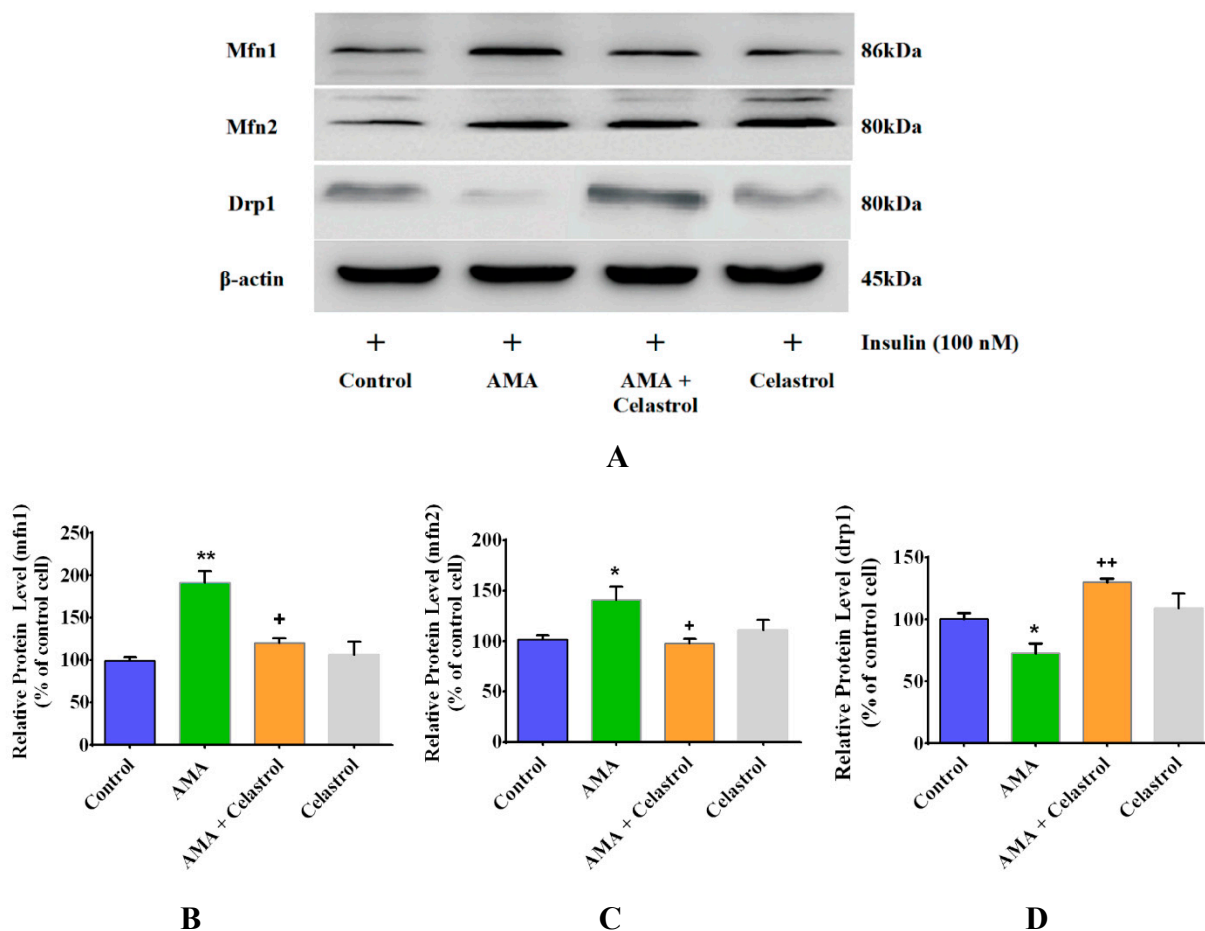 Mfn1 86kDa
Mfn2 80kDa
Drp1 80kDa
β-actin 45kDa
+ + + + Insulin (100 nM)
Control AMA AMA + Celastrol
Celastrol
A
Relative Protein Level (mfn1)
(% of control cell)
250
200
150
100
50
0
**
+
Control
AMA
AMA + Celastrol
Celastrol
B
Relative Protein Level (mfn2)
(% of control cell)
200
150
100
50
0
*
+
Control
AMA
AMA + Celastrol
Celastrol
C
Relative Protein Level (drp1)
(% of control cell)
150
100
50
0
*
++
Control
AMA
AMA + Celastrol
Celastrol
D